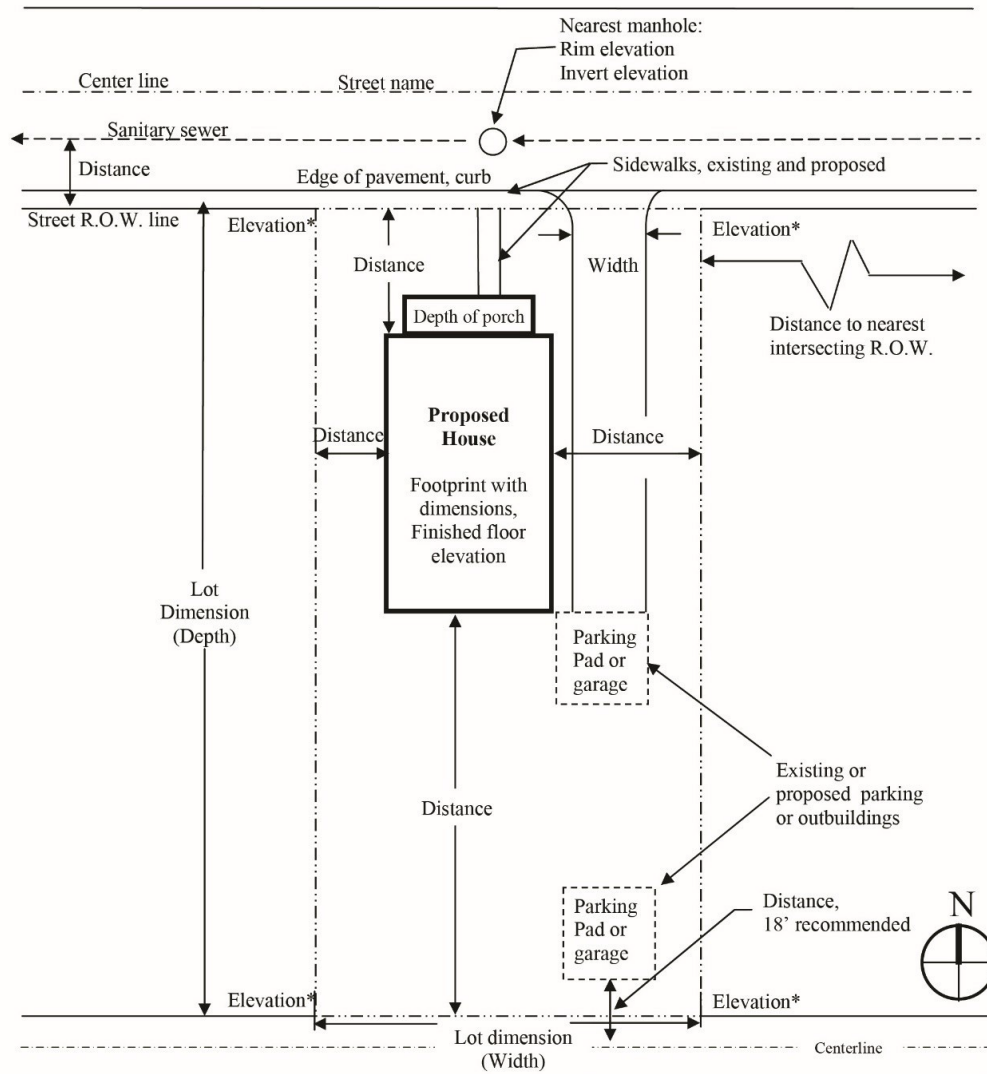 Nearest manhole:
Rim elevation
Invert elevation
Center line
Street name
Sanitary sewer
Distance
Sidewalks, existing and proposed
Edge of pavement, curb
Street R.O.W. line
Elevation*
Elevation*
Distance
Width
Depth of porch
Distance to nearest
intersecting R.O.W.
Proposed
House
Distance
Distance
Footprint with
dimensions,
Finished floor
elevation
Lot
Dimension
(Depth)
Parking
Pad or
garage
Existing or
proposed parking
or outbuildings
Distance
Parking
Pad or
garage
Distance,
18’ recommended
N
Elevation*
Elevation*
Lot dimension
(Width)
Centerline